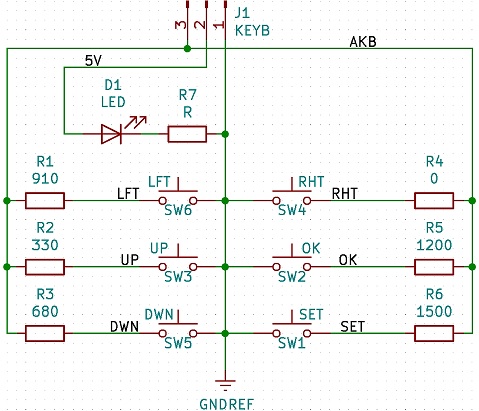 J1
3 2 1
KEYB
AKB
5V
D1
LED
R7
R
R1
910
LFT
LFT
SW6
RHT
SW4
RHT
R4
0
R2
330
UP
UP
SW3
OK
SW2
OK
R5
1200
R3
680
DWN
DWN
SW5
SET
SW1
SET
R6
1500
GNDREF